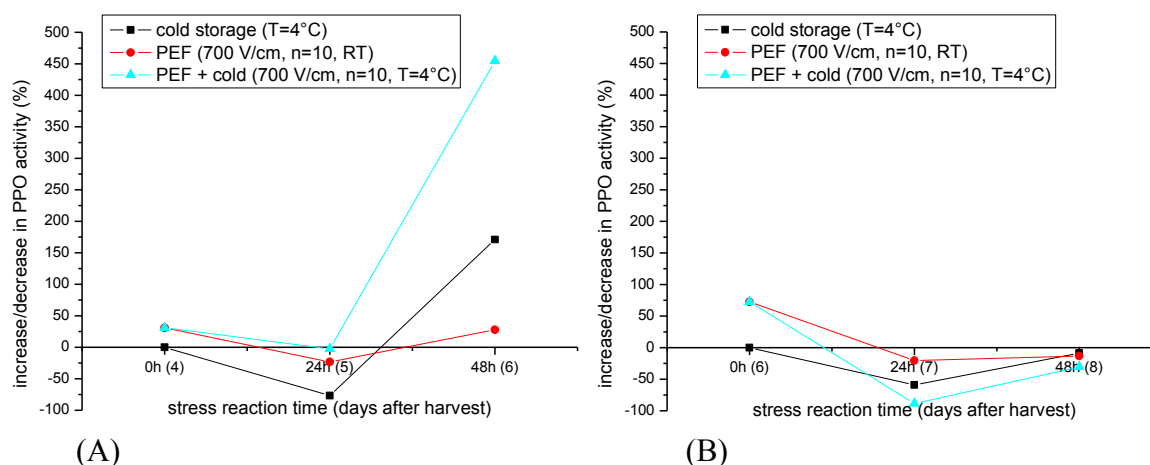 cold storage (T=4°C)
PEF (700 V/cm, n=10, RT)
PEF + cold (700 V/cm, n=10, T=4°C)
increase/decrease in PPO activity (%)
500
450
400
350
300
250
200
150
100
50
0
-50
-100
0h (4)
24h (5)
48h (6)
stress reaction time (days after harvest)
(A)
cold storage (T=4°C)
PEF (700 V/cm, n=10, RT)
PEF + cold (700 V/cm, n=10, T=4°C)
increase/decrease in PPO activity (%)
500
450
400
350
300
250
200
150
100
50
0
-50
-100
0h (6)
24h (7)
48h (8)
stress reaction time (days after harvest)
(B)